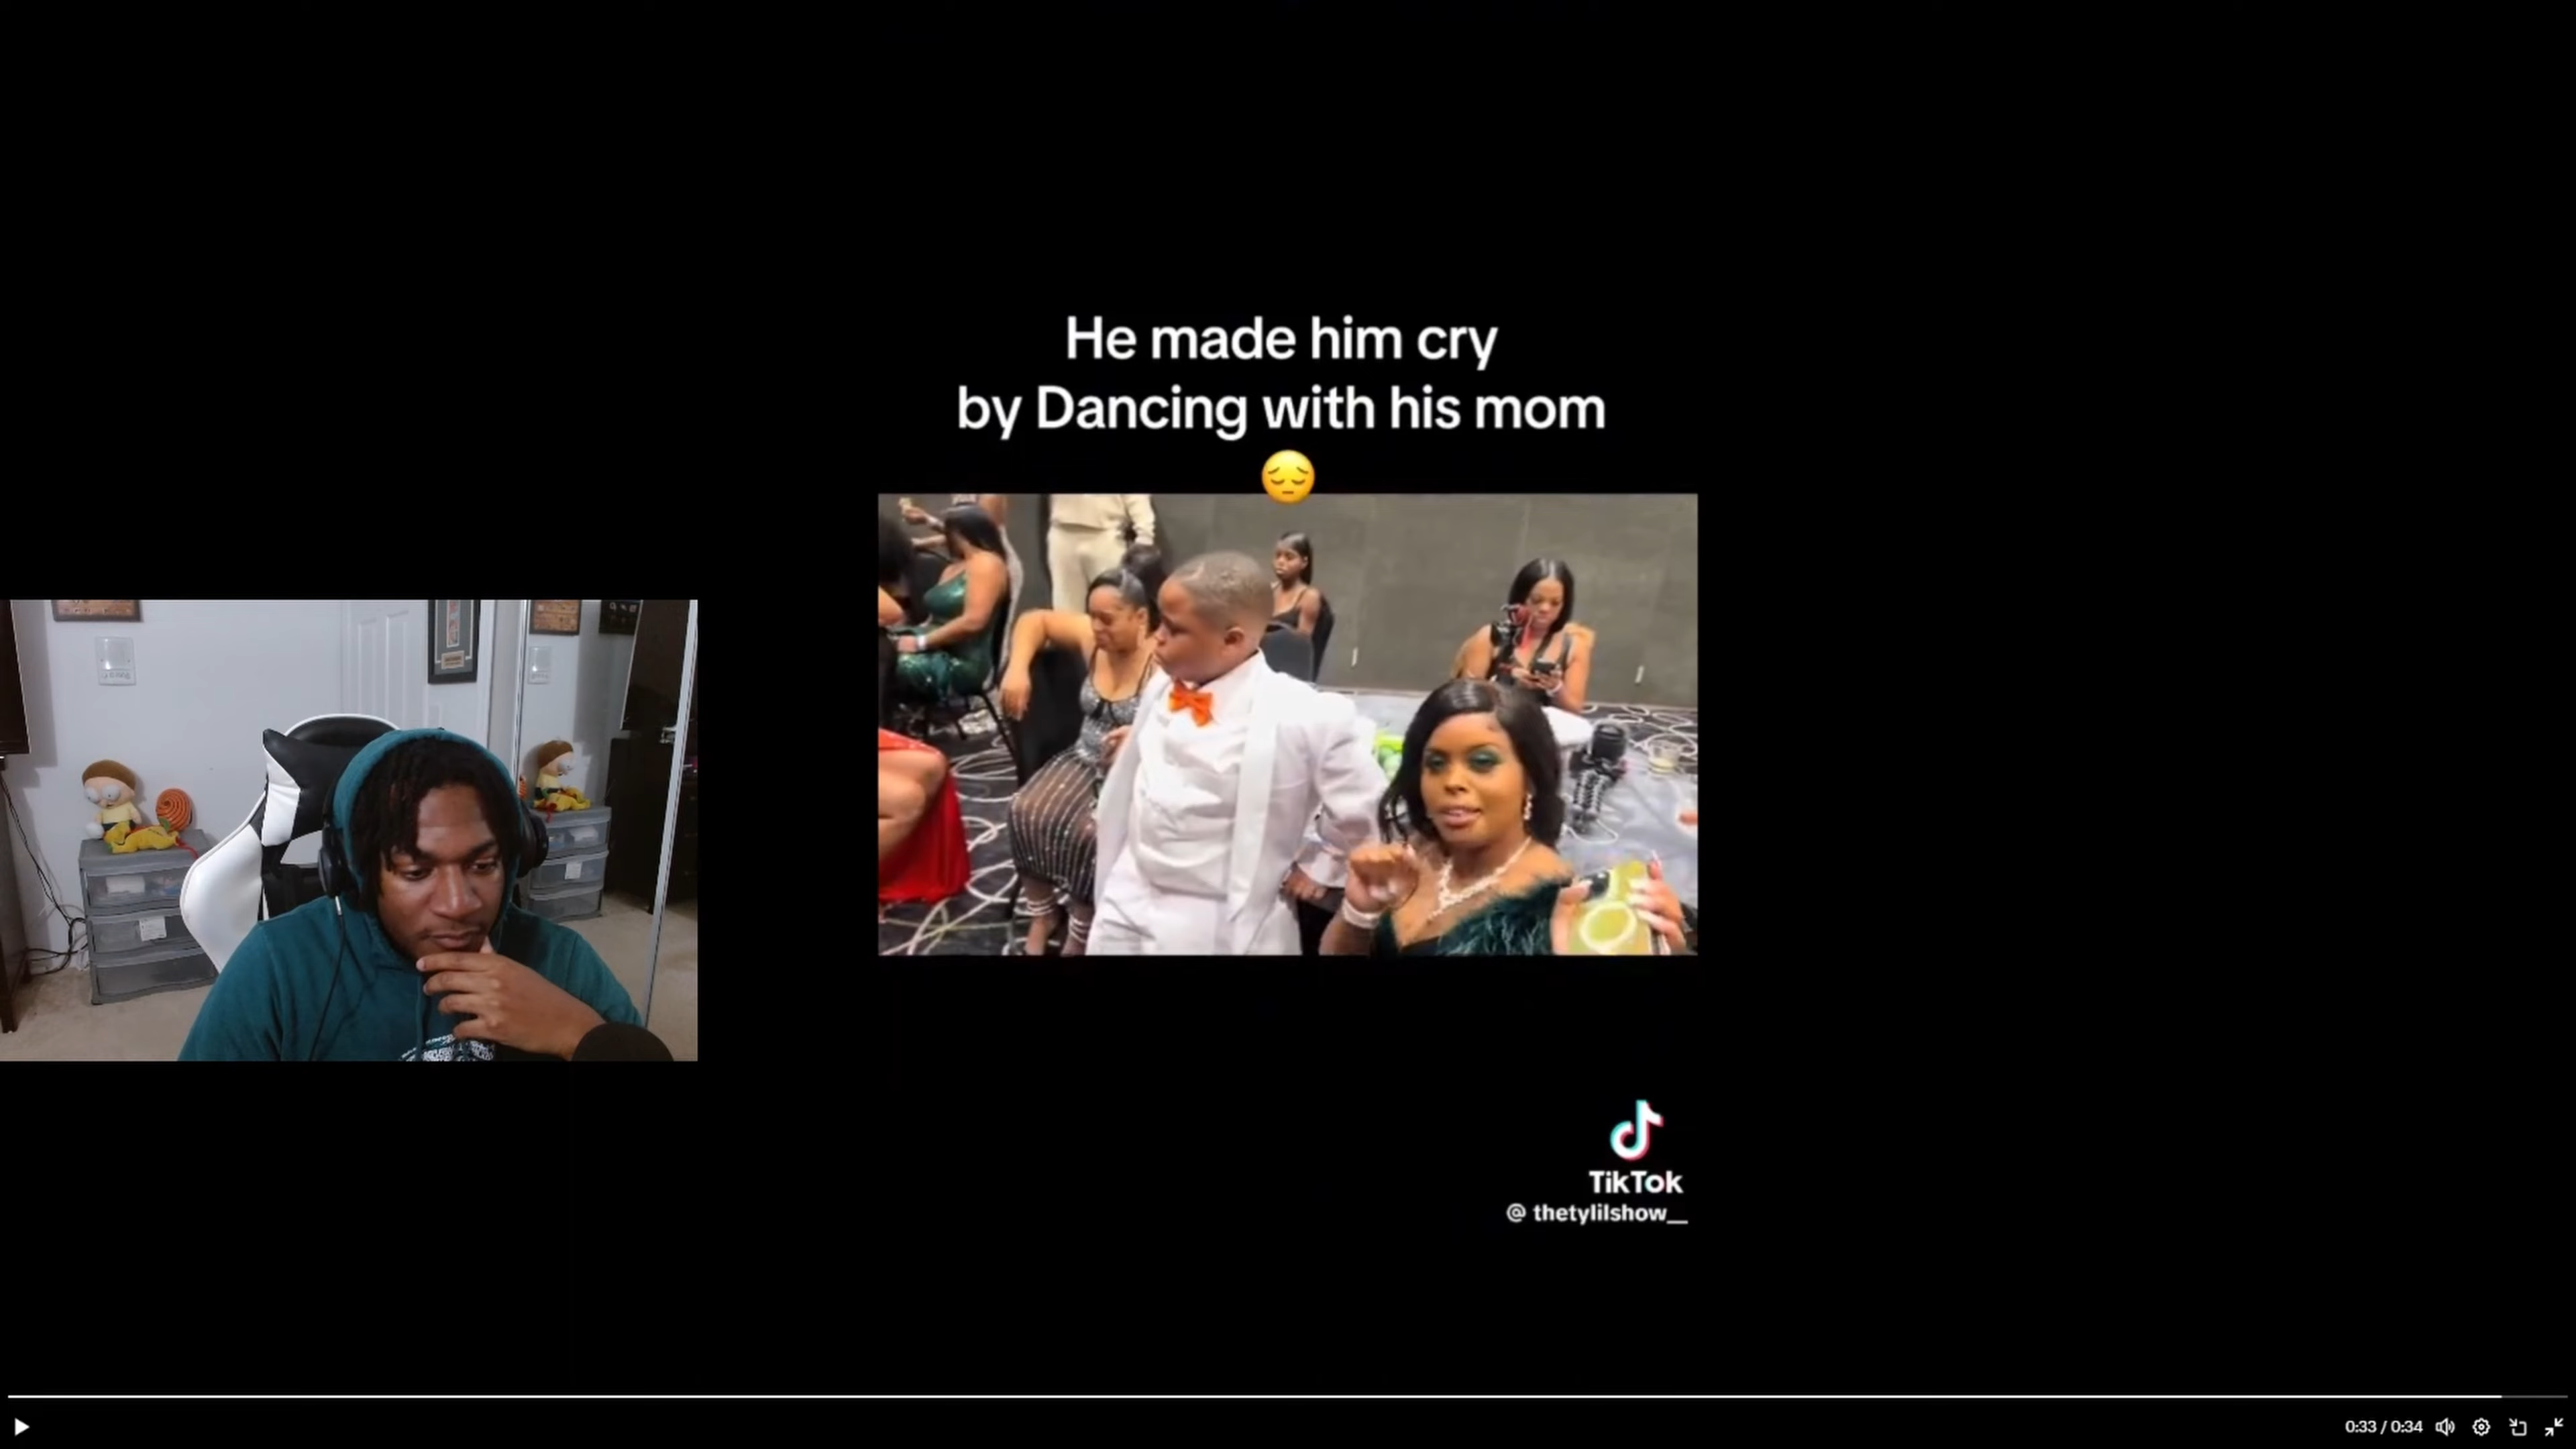 He made him cry
by Dancing with his mom
TikTok
@ thetylilshow__
0:33 / 0:34